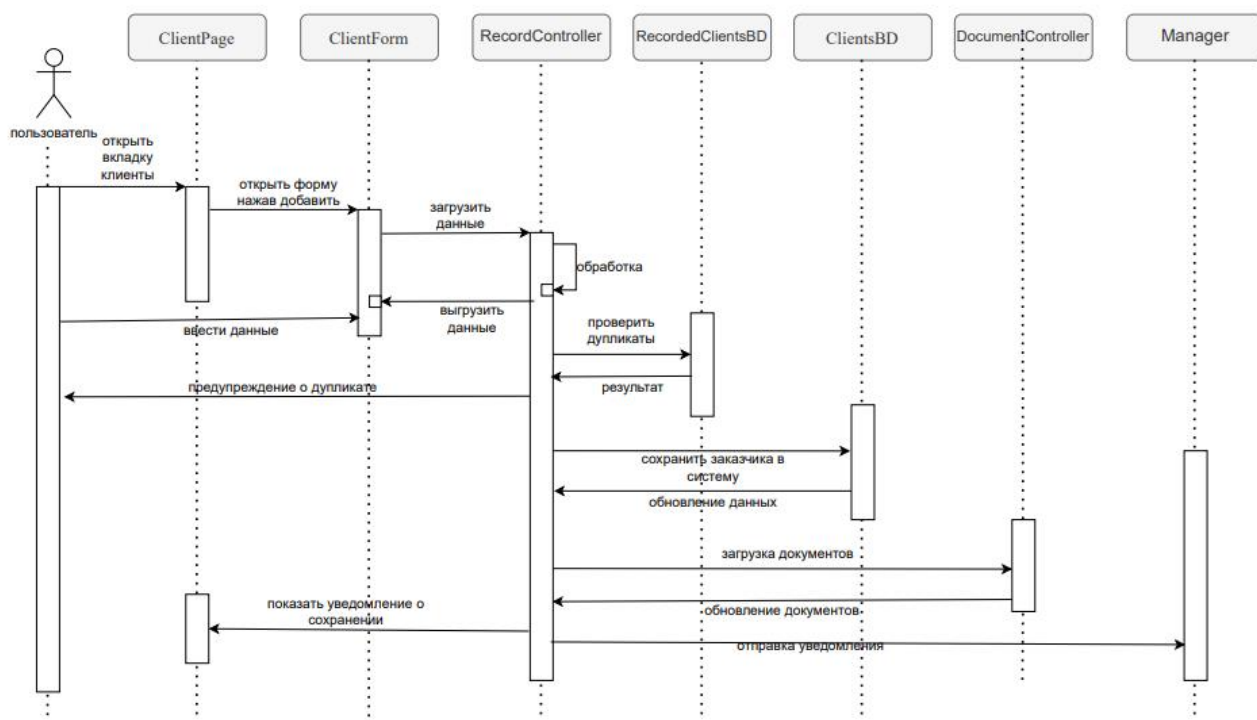 ClientPage
ClientForm
RecordController
RecordedClientsBD
ClientsBD
DocumentController
Manager
пользователь
открыть
вкладку
клиенты
открыть форму
нажав добавить
загрузить
данные
обработка
выгрузить
данные
ввести данные
проверить
дупликаты
результат
предупреждение о дупликате
сохранить заказчика в
систему
обновление данных
загрузка документов
обновление документов
показать уведомление о
сохранении
отправка уведомления